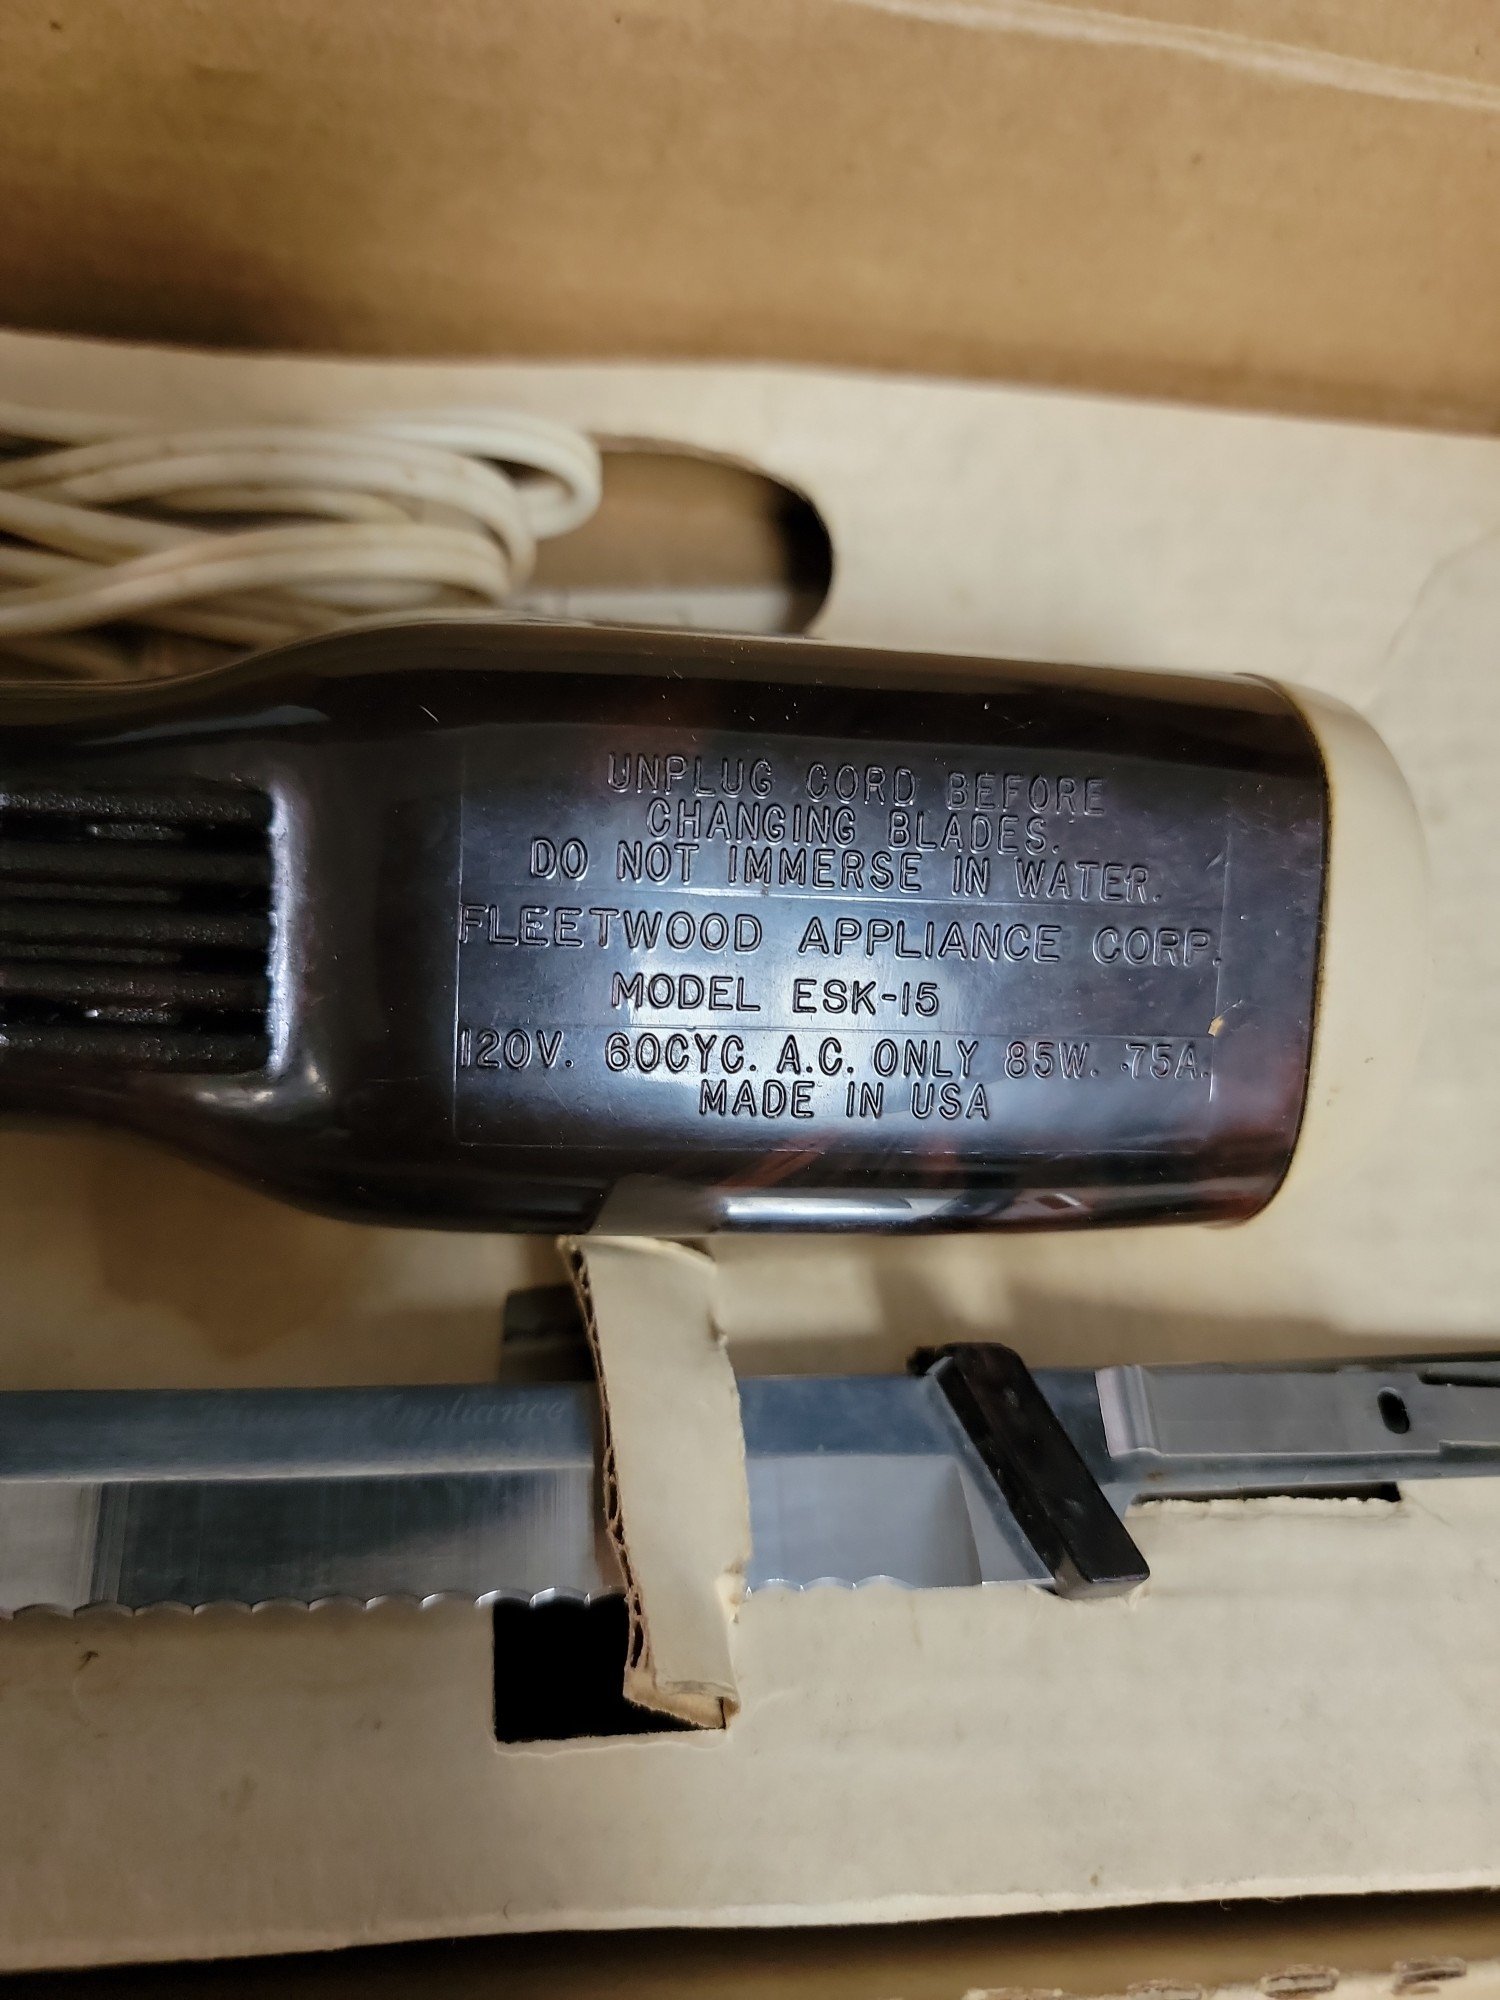 UNPLUG CORD BEFORE
CHANGING BLADES.
DO NOT IMMERSE IN WATER.
FLEETWOOD APPLIANCE CORP.
MODEL ESK-15
120V. 60CYC. A.C. ONLY 85W. .75A.
MADE IN USA
Appliance